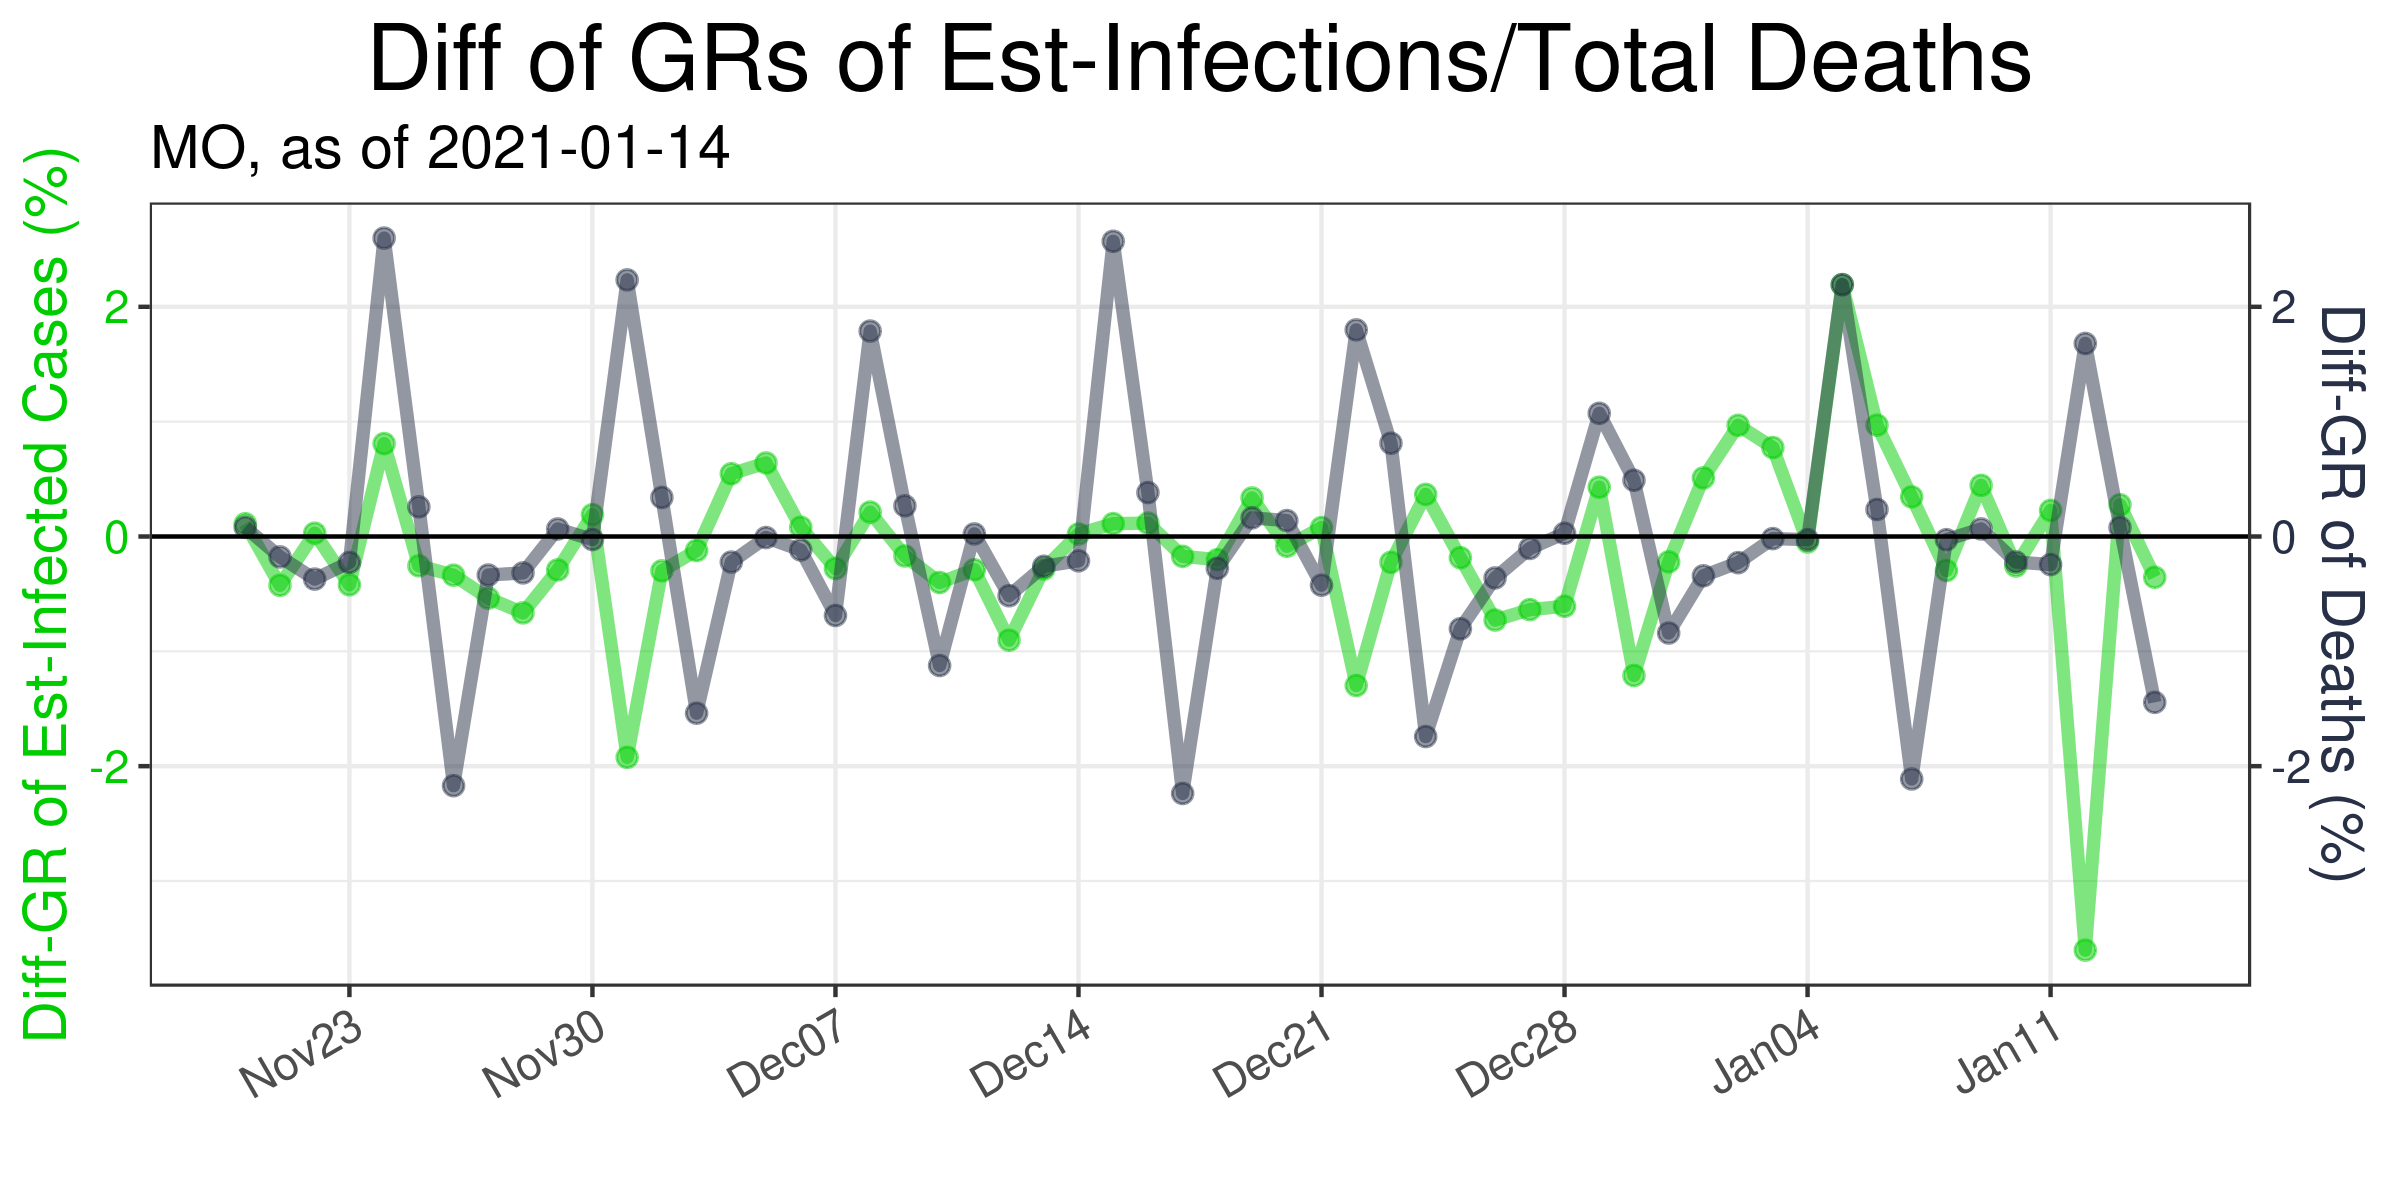 Diff of GRs of Est-Infections/Total Deaths
MO, as of 2021-01-14
Diff-GR of Est-Infected Cases (%)
2
0
-2
2
0
-2
Diff-GR of Deaths (%)
Nov23
Nov30
Dec07
Dec14
Dec21
Dec28
Jan04
Jan11